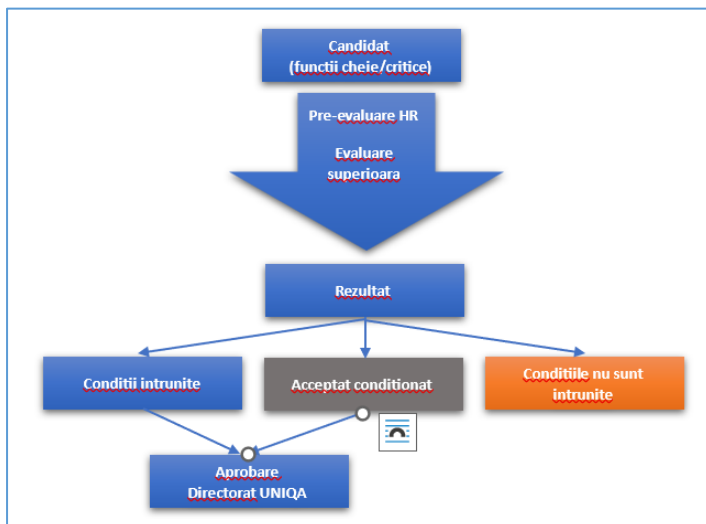 Candidat
(functii cheie/critice)
Pre-evaluare HR
Evaluare
superioara
Rezultat
Conditii intrunite
Acceptat conditionat
Conditiile nu sunt
intrunite
Aprobare
Directorat UNIQA